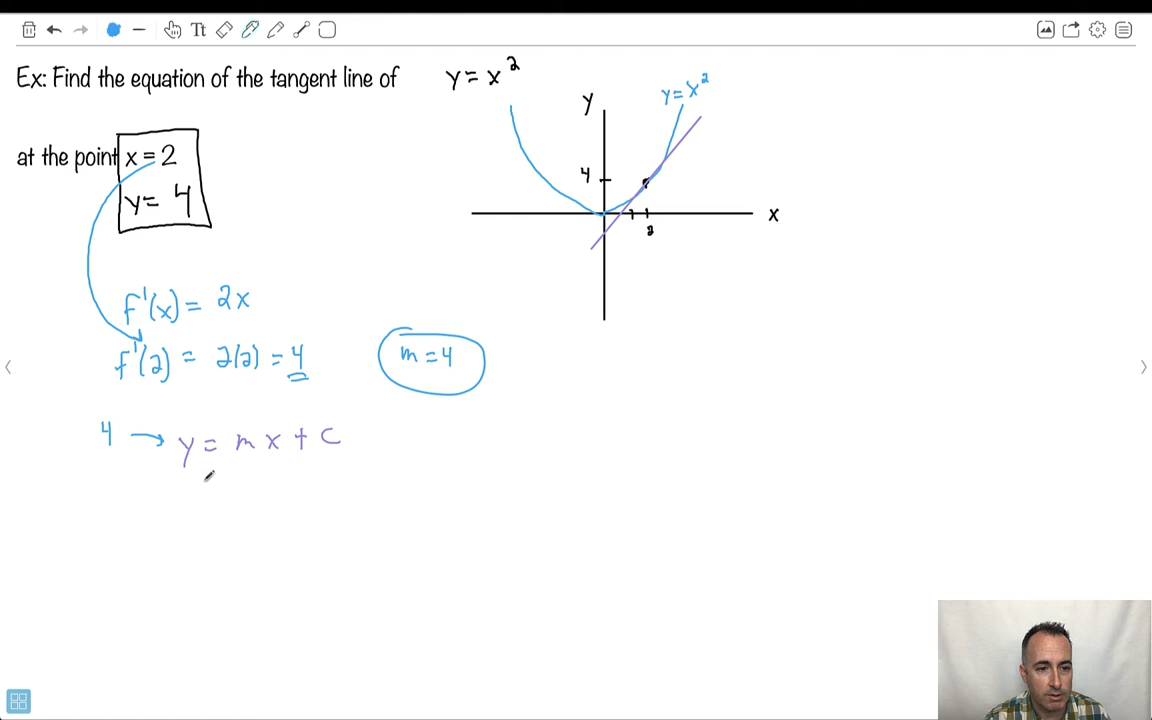 Ex: Find the equation of the tangent line of y = x²
at the point x = 2
y = 4
y
y = x²
4
x
2
f'(x) = 2x
f'(2) = 2(2) = 4
m = 4
4 → y = mx + c
Tt